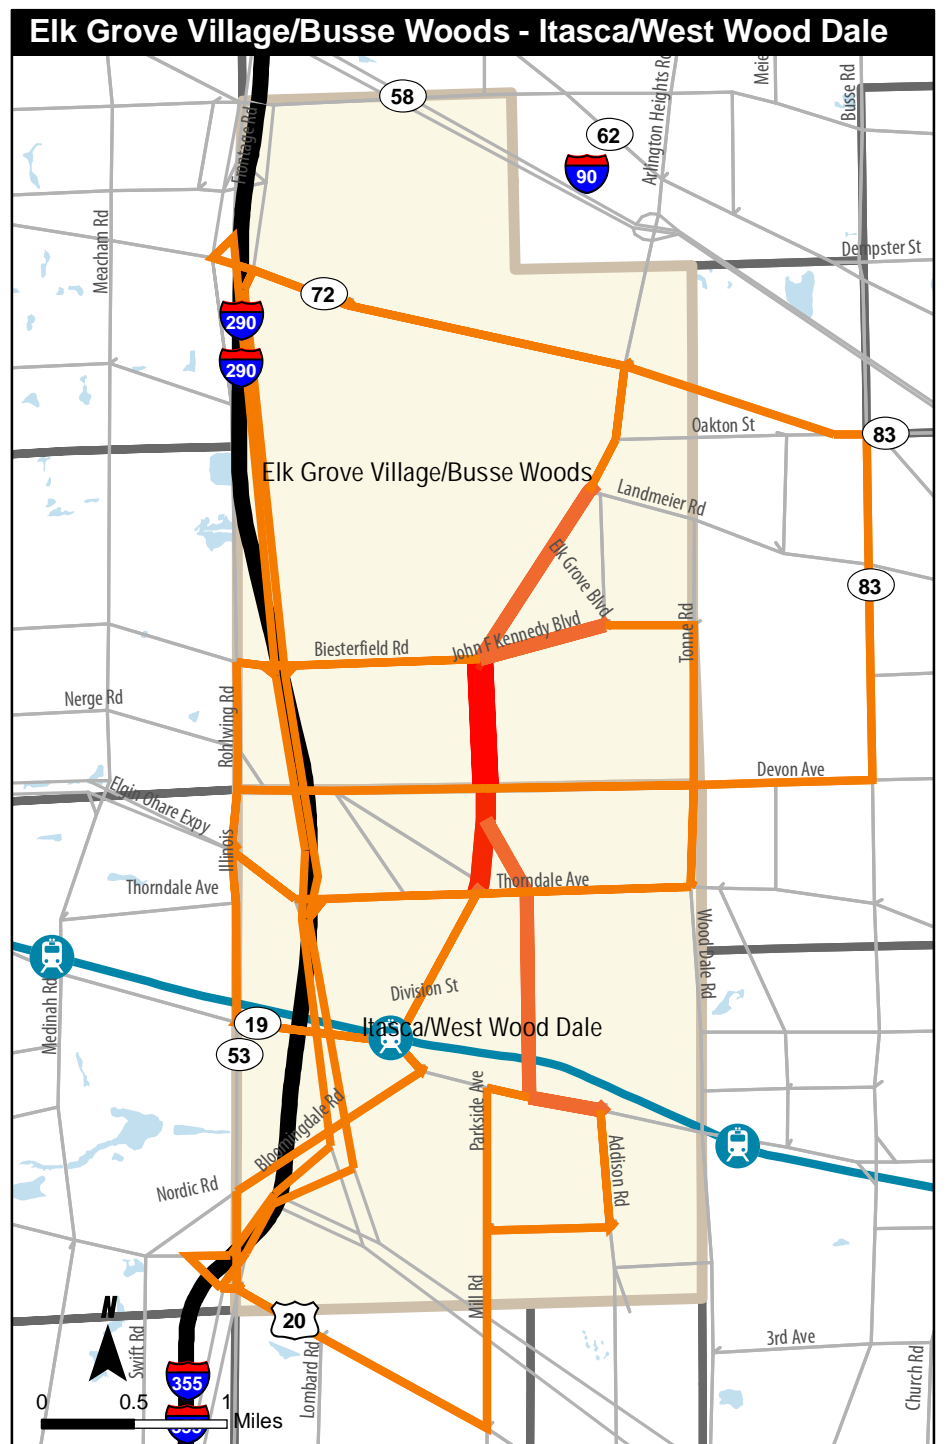 Elk Grove Village/Busse Woods - Itasca/West Wood Dale
58
62
90
Frontage Rd
Arlington Heights Rd
Meie
Busse Rd
Meacham Rd
Dempster St
72
290
290
Oakton St
83
Elk Grove Village/Busse Woods
Landmeier Rd
Elk Grove Blvd
83
John F Kennedy Blvd
Biesterfield Rd
Tonne Rd
Nerge Rd
Rohlwing Rd
Devon Ave
Elgin Ohare Expy
Illinois
Thorndale Ave
Thorndale Ave
Wood Dale Rd
Medinah Rd
Division St
19
Itasca/West Wood Dale
53
Parkside Ave
Bloomingdale Rd
Addison Rd
Nordic Rd
Mill Rd
N
20
Swift Rd
Lombard Rd
3rd Ave
Church Rd
355
0 0.5 1
Miles
355